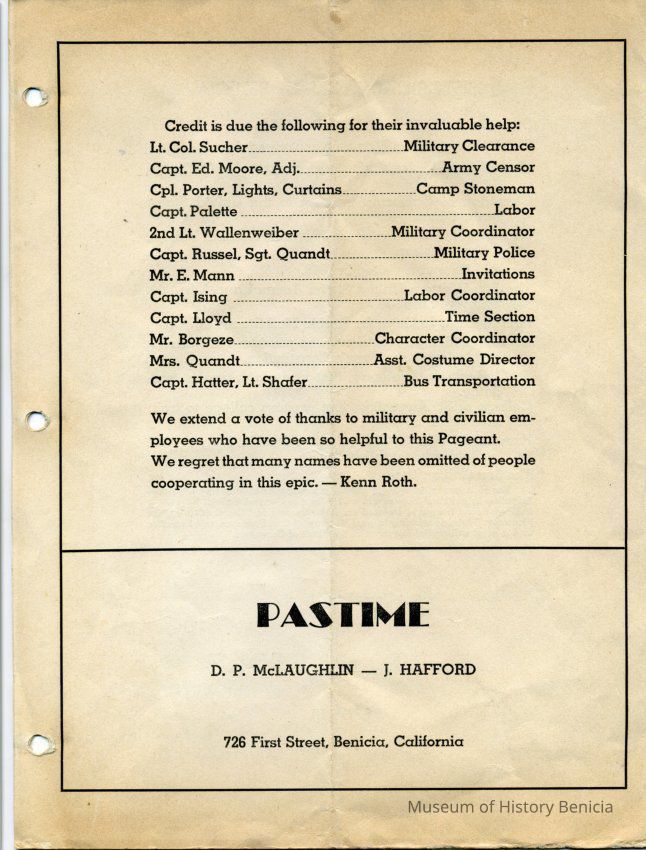 Credit is due the following for their invaluable help:
Lt. Col. Sucher........................Military Clearance
Capt. Ed. Moore, Adj.........................Army Censor
Cpl. Porter, Lights, Curtains...............Camp Stoneman
Capt. Palette ........................Labor
2nd Lt. Wallenweiber ...............Military Coordinator
Capt. Russel, Sgt. Quandt...............Military Police
Mr. E. Mann ........................Invitations
Capt. Ising ........................Labor Coordinator
Capt. Lloyd ........................Time Section
Mr. Borgeze........................Character Coordinator
Mrs. Quandt........................Asst. Costume Director
Capt. Hatter, Lt. Shafer...............Bus Transportation
We extend a vote of thanks to military and civilian em-
ployees who have been so helpful to this Pageant.
We regret that many names have been omitted of people
cooperating in this epic. — Kenn Roth.
PASTIME
D. P. McLAUGHLIN — J. HAFFORD
726 First Street, Benicia, California
Museum of History Benicia